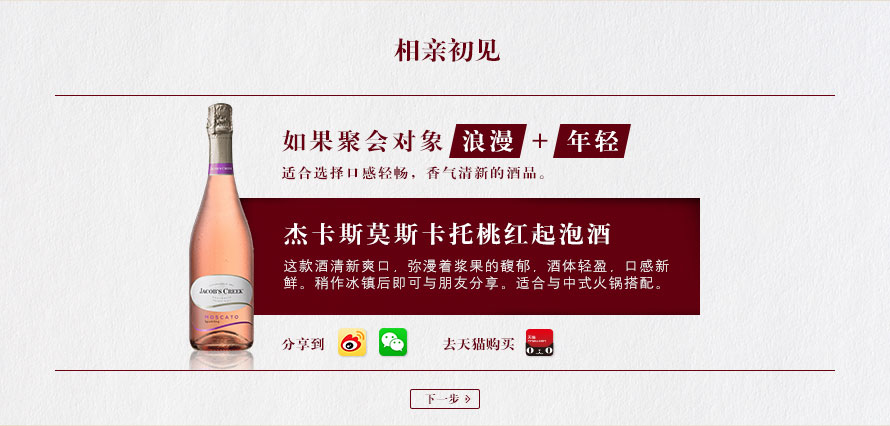 相亲初见
如果聚会对象 浪漫 + 年轻
适合选择口感轻畅，香气清新的酒品。
杰卡斯莫斯卡托桃红起泡酒
这款酒清新爽口，弥漫着浆果的馥郁，酒体轻盈，口感新
鲜。稍作冰镇后即可与朋友分享。适合与中式火锅搭配。
JACOB'S CREEK
MOSCATO
分享到
去天猫购买
天猫
下一步 »